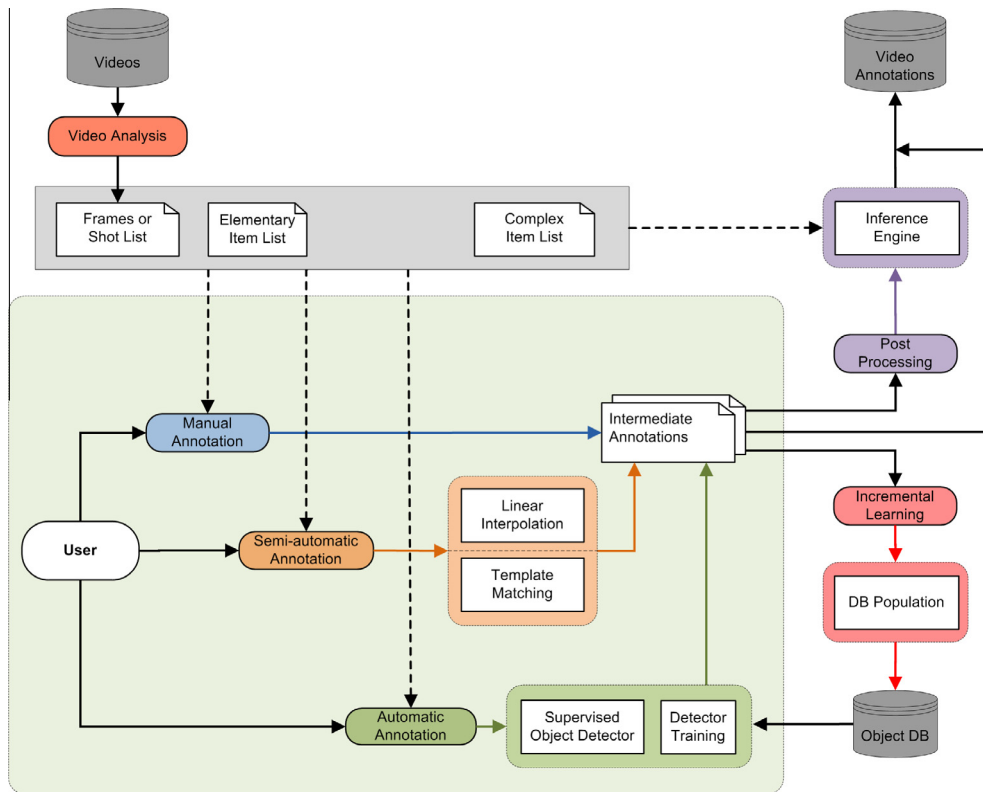 Videos
Video
Annotations
Video Analysis
Frames or
Shot List
Elementary
Item List
Complex
Item List
Inference
Engine
Post
Processing
Manual
Annotation
Intermediate
Annotations
Linear
Interpolation
Incremental
Learning
User
Semi-automatic
Annotation
Template
Matching
DB Population
Automatic
Annotation
Supervised
Object Detector
Detector
Training
Object DB